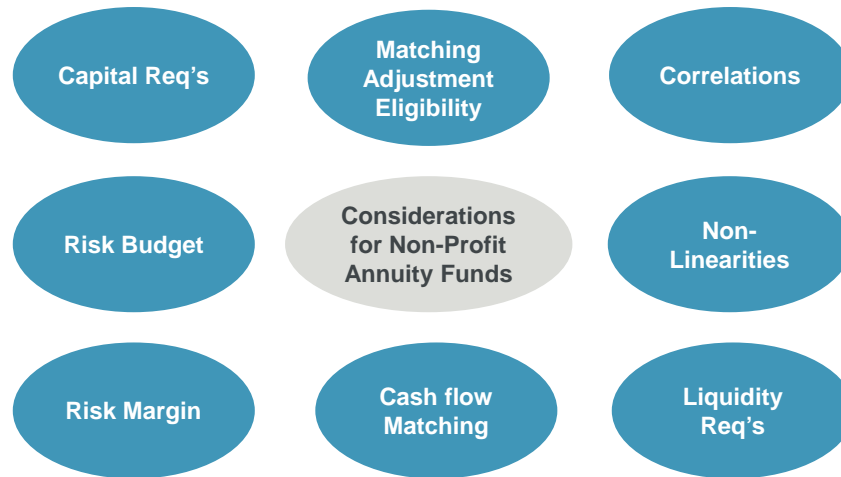 Capital Req's
Matching
Adjustment
Eligibility
Correlations
Risk Budget
Considerations
for Non-Profit
Annuity Funds
Non-
Linearities
Risk Margin
Cash flow
Matching
Liquidity
Req's